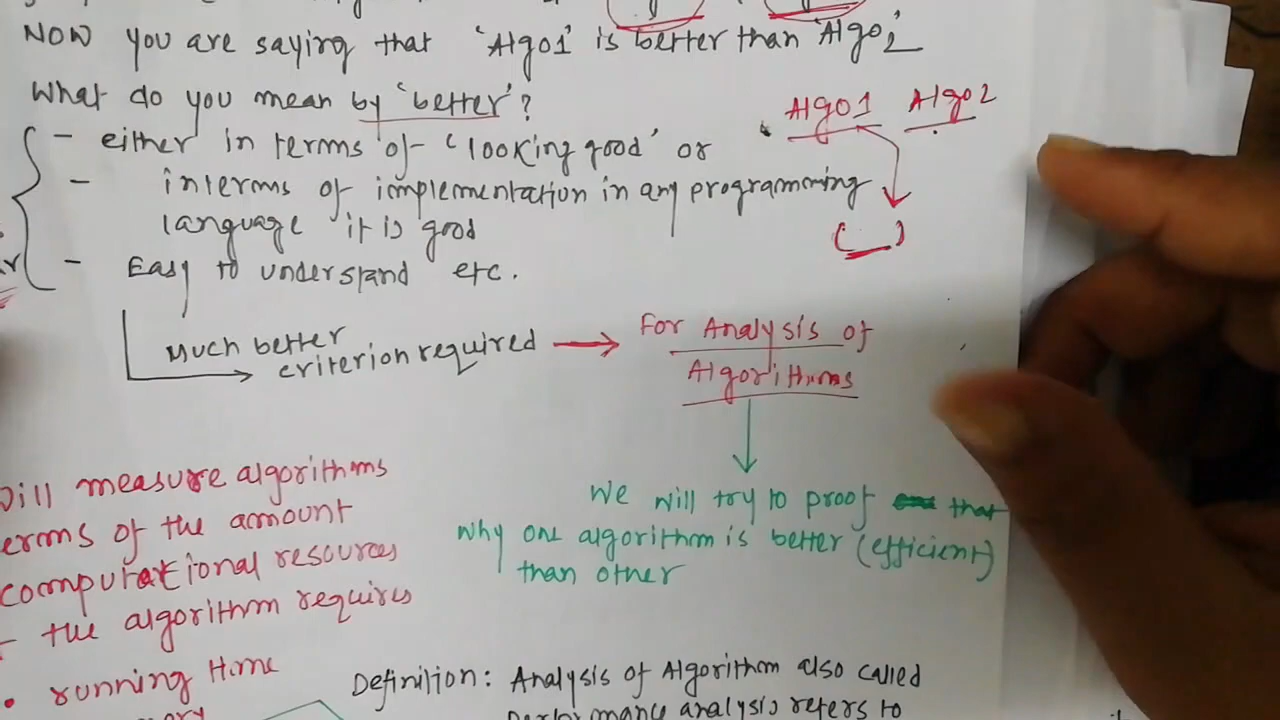 Now you are saying that 'Algo1' is better than 'Algo2'
What do you mean by 'better'?
- either in terms of 'looking good' or
- interms of implementation in any programming
language it is good
- Easy to understand etc.
Algo1 Algo2
Much better
criterion required → For Analysis of
Algorithms
We will try to proof that
why one algorithm is better (efficient)
than other
measure algorithms
of the amount
computational resources
the algorithm requires
• running time
Definition: Analysis of Algorithm also called
Performance analysis refers to